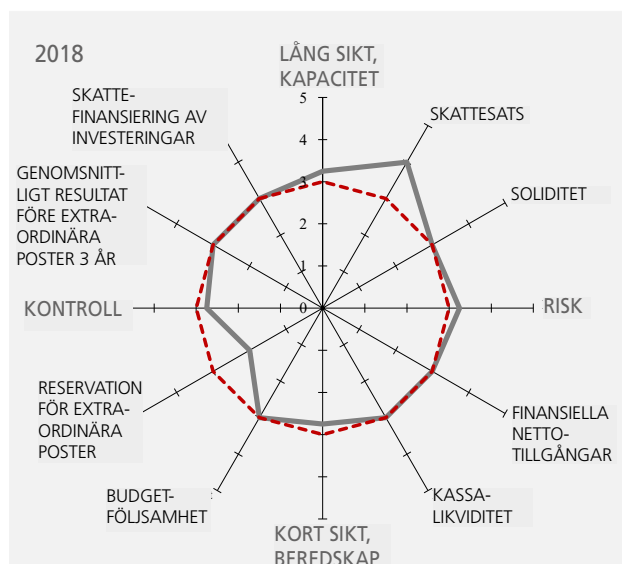 2018
LÅNG SIKT,
KAPACITET
SKATTE-
FINANSIERING AV
INVESTERINGAR
SKATTESATS
GENOMSNITT-
LIGT RESULTAT
FÖRE EXTRA-
ORDINÄRA
POSTER 3 ÅR
SOLIDITET
5
4
3
2
1
0
KONTROLL
RISK
RESERVATION
FÖR EXTRA-
ORDINÄRA
POSTER
FINANSIELLA
NETTO-
TILLGÅNGAR
BUDGET-
FÖLJSAMHET
KASSA-
LIKVIDITET
KORT SIKT,
BEREDSKAP